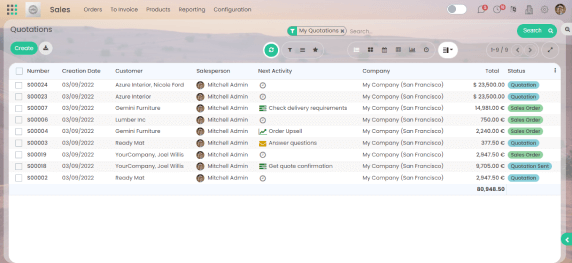 Sales Orders To Invoice Products Reporting Configuration
Quotations
My Quotations × Search...
Search
Create
1-9 / 9
Number Creation Date Customer Salesperson Next Activity Company Total Status
S00024 03/09/2022 Azure Interior, Nicole Ford Mitchell Admin My Company (San Francisco) $ 23,500.00 Quotation
S00023 03/09/2022 Azure Interior Mitchell Admin My Company (San Francisco) $ 23,500.00 Quotation
S00007 03/09/2022 Gemini Furniture Mitchell Admin Check delivery requirements My Company (San Francisco) 14,981.00 € Sales Order
S00006 03/09/2022 Lumber Inc Mitchell Admin My Company (San Francisco) 750.00 € Sales Order
S00004 03/09/2022 Gemini Furniture Mitchell Admin Order Upsell My Company (San Francisco) 2,240.00 € Sales Order
S00003 03/09/2022 Ready Mat Mitchell Admin Answer questions My Company (San Francisco) 377.50 € Quotation
S00019 03/09/2022 YourCompany, Joel Willis Mitchell Admin My Company (San Francisco) 2,947.50 € Sales Order
S00018 03/09/2022 YourCompany, Joel Willis Mitchell Admin Get quote confirmation My Company (San Francisco) 9,705.00 € Quotation Sent
S00002 03/09/2022 Ready Mat Mitchell Admin My Company (San Francisco) 2,947.50 € Quotation
80,948.50